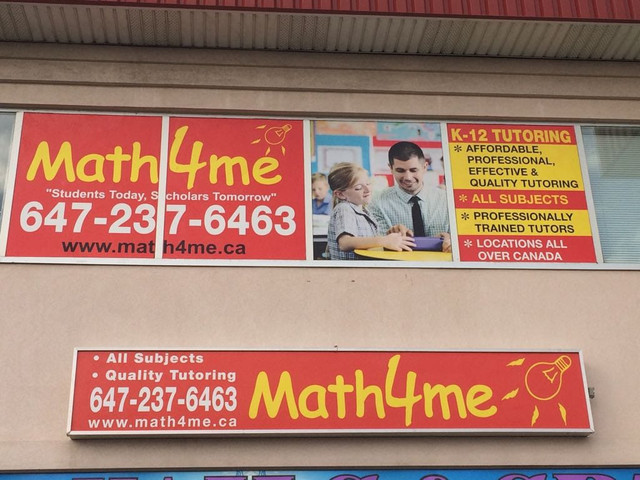 Math4me
"Students Today, Scholars Tomorrow"
647-237-6463
www.math4me.ca
K-12 TUTORING
* AFFORDABLE,
PROFESSIONAL,
EFFECTIVE &
QUALITY TUTORING
* ALL SUBJECTS
* PROFESSIONALLY
TRAINED TUTORS
* LOCATIONS ALL
OVER CANADA
• All Subjects
• Quality Tutoring
647-237-6463
www.math4me.ca
Math4me